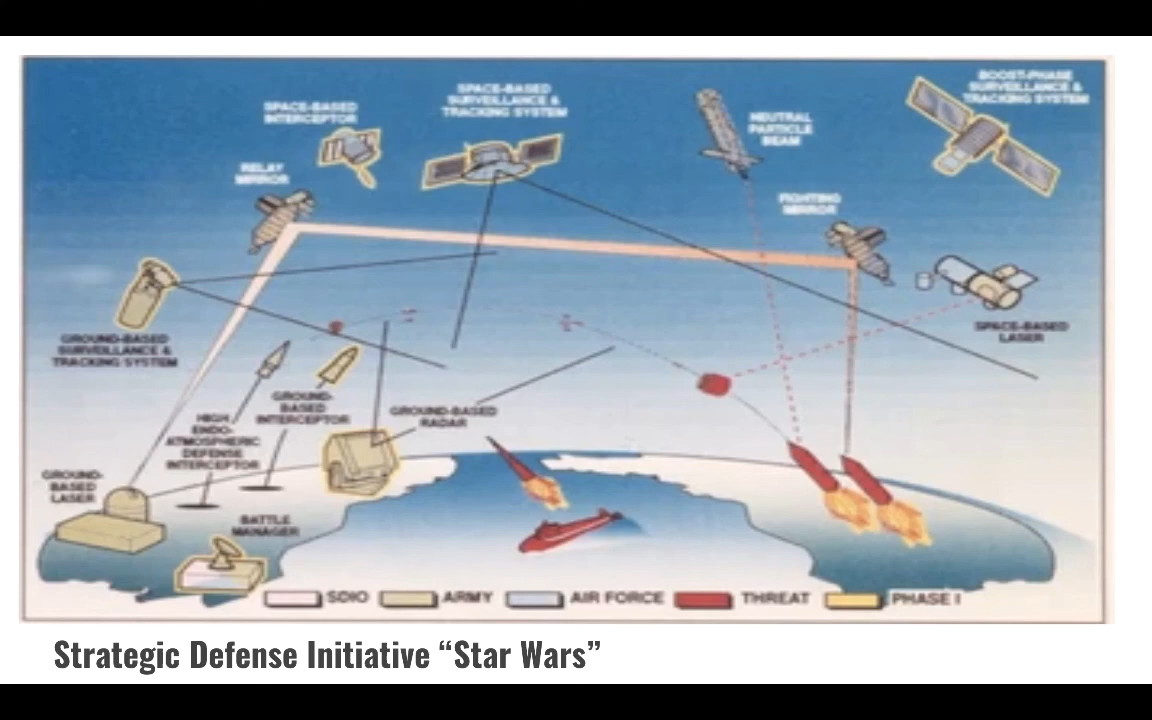 BOOST-PHASE
SURVEILLANCE &
TRACKING SYSTEM
SPACE-BASED
SURVEILLANCE &
TRACKING SYSTEM
SPACE-BASED
INTERCEPTOR
NEUTRAL
PARTICLE
BEAM
RELAY
MIRROR
FIGHTING
MIRROR
SPACE-BASED
LASER
GROUND-BASED
SURVEILLANCE &
TRACKING SYSTEM
GROUND-
BASED
INTERCEPTOR
GROUND-BASED
RADAR
HIGH
ENDO-
ATMOSPHERIC
DEFENSE
INTERCEPTOR
GROUND-
BASED
LASER
BATTLE
MANAGER
SDIO ARMY AIR FORCE THREAT PHASE I
Strategic Defense Initiative “Star Wars”